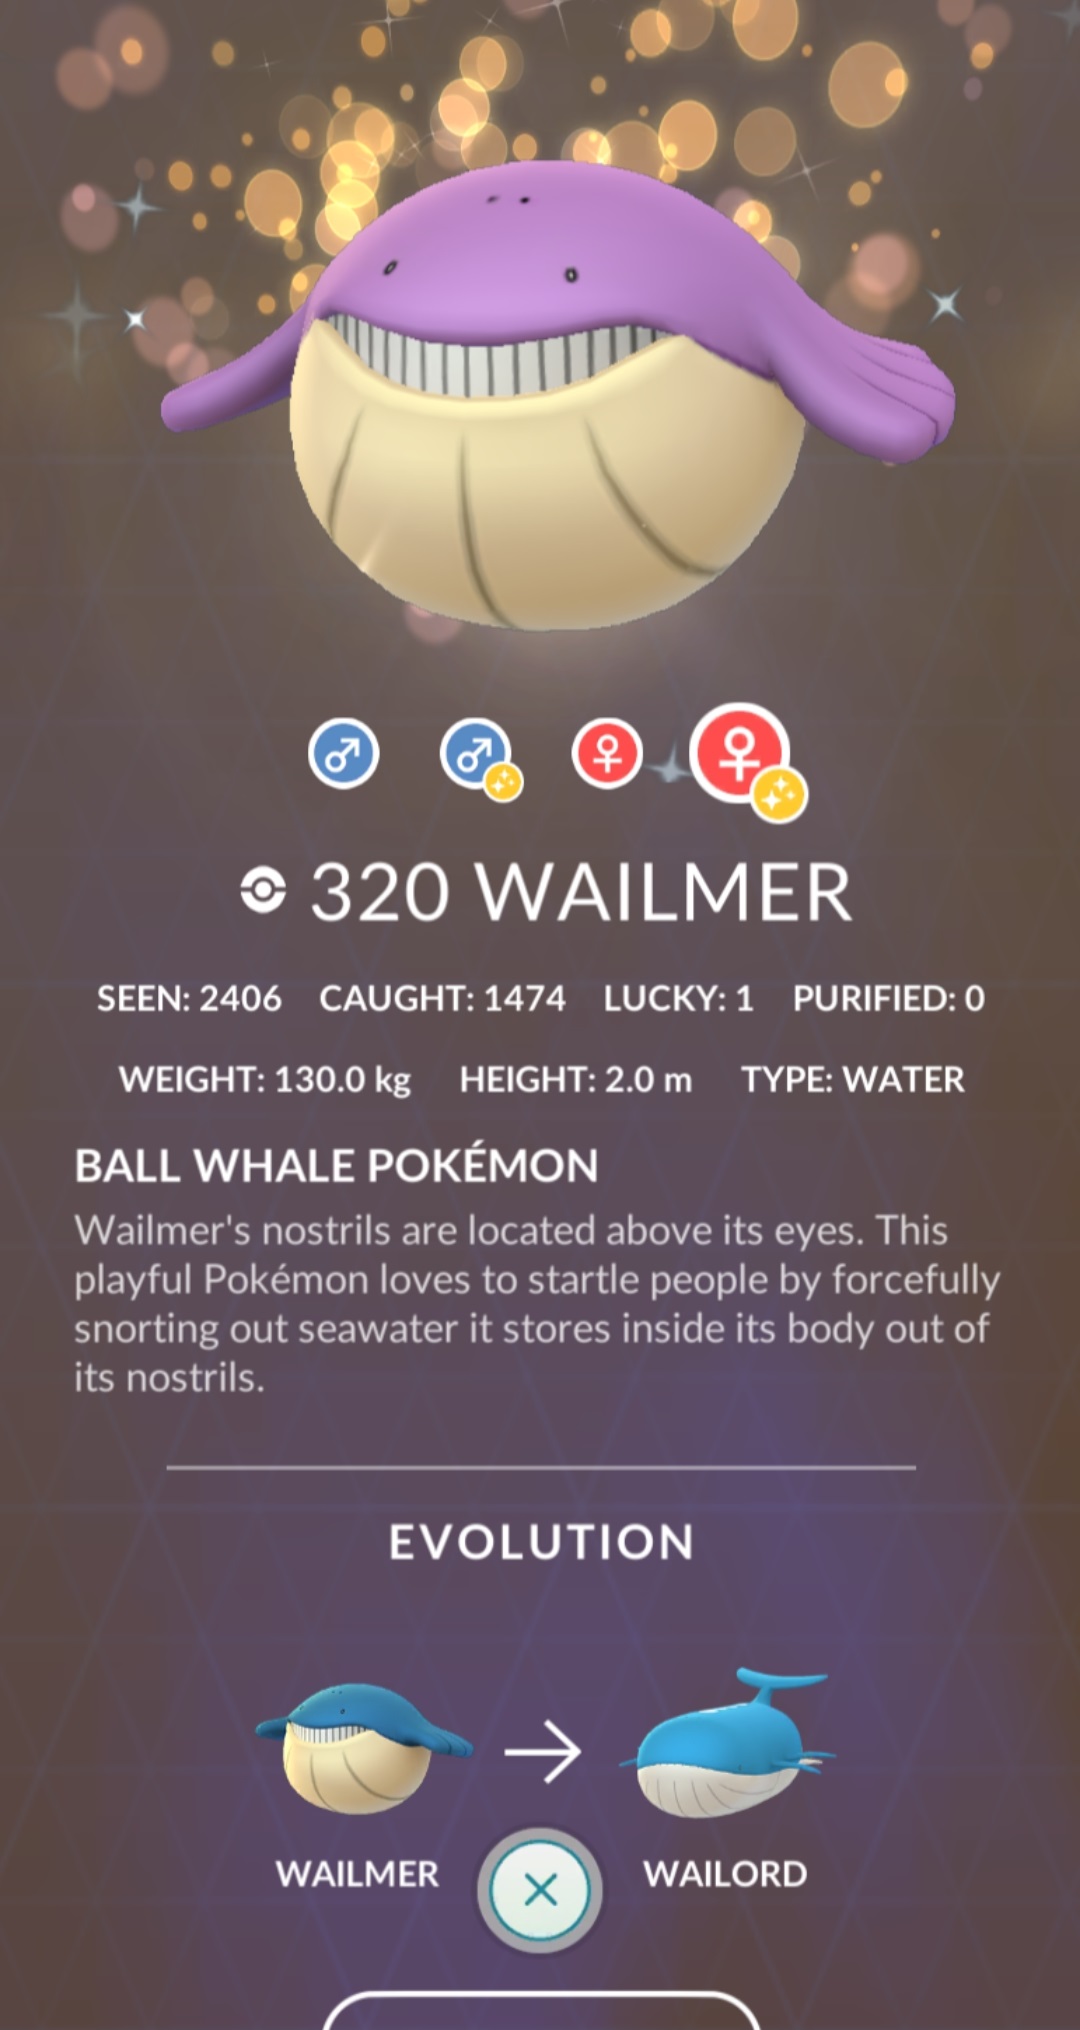 320 WAILMER
SEEN: 2406 CAUGHT: 1474 LUCKY: 1 PURIFIED: 0
WEIGHT: 130.0 kg HEIGHT: 2.0 m TYPE: WATER
BALL WHALE POKÉMON
Wailmer's nostrils are located above its eyes. This
playful Pokémon loves to startle people by forcefully
snorting out seawater it stores inside its body out of
its nostrils.
EVOLUTION
WAILMER WAILORD